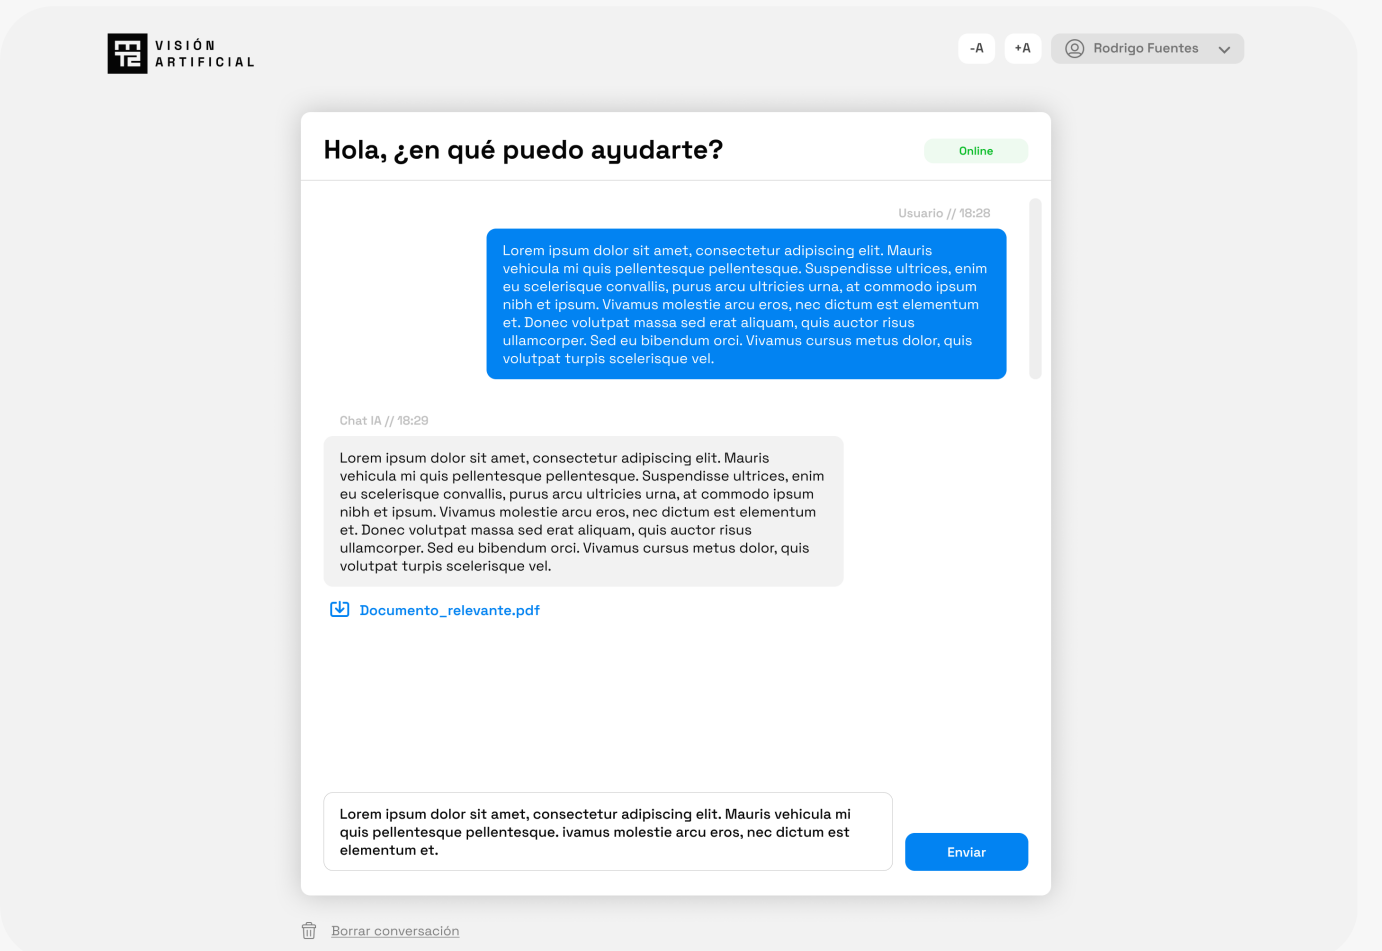 MT2
VISIÓN
ARTIFICIAL
-A
+A
Rodrigo Fuentes
Hola, ¿en qué puedo ayudarte?
Online
Usuario // 18:28
Lorem ipsum dolor sit amet, consectetur adipiscing elit. Mauris
vehicula mi quis pellentesque pellentesque. Suspendisse ultrices, enim
eu scelerisque convallis, purus arcu ultricies urna, at commodo ipsum
nibh et ipsum. Vivamus molestie arcu eros, nec dictum est elementum
et. Donec volutpat massa sed erat aliquam, quis auctor risus
ullamcorper. Sed eu bibendum orci. Vivamus cursus metus dolor, quis
volutpat turpis scelerisque vel.
Chat IA // 18:29
Lorem ipsum dolor sit amet, consectetur adipiscing elit. Mauris
vehicula mi quis pellentesque pellentesque. Suspendisse ultrices, enim
eu scelerisque convallis, purus arcu ultricies urna, at commodo ipsum
nibh et ipsum. Vivamus molestie arcu eros, nec dictum est elementum
et. Donec volutpat massa sed erat aliquam, quis auctor risus
ullamcorper. Sed eu bibendum orci. Vivamus cursus metus dolor, quis
volutpat turpis scelerisque vel.
Documento_relevante.pdf
Lorem ipsum dolor sit amet, consectetur adipiscing elit. Mauris vehicula mi
quis pellentesque pellentesque. ivamus molestie arcu eros, nec dictum est
elementum et.
Enviar
Borrar conversación